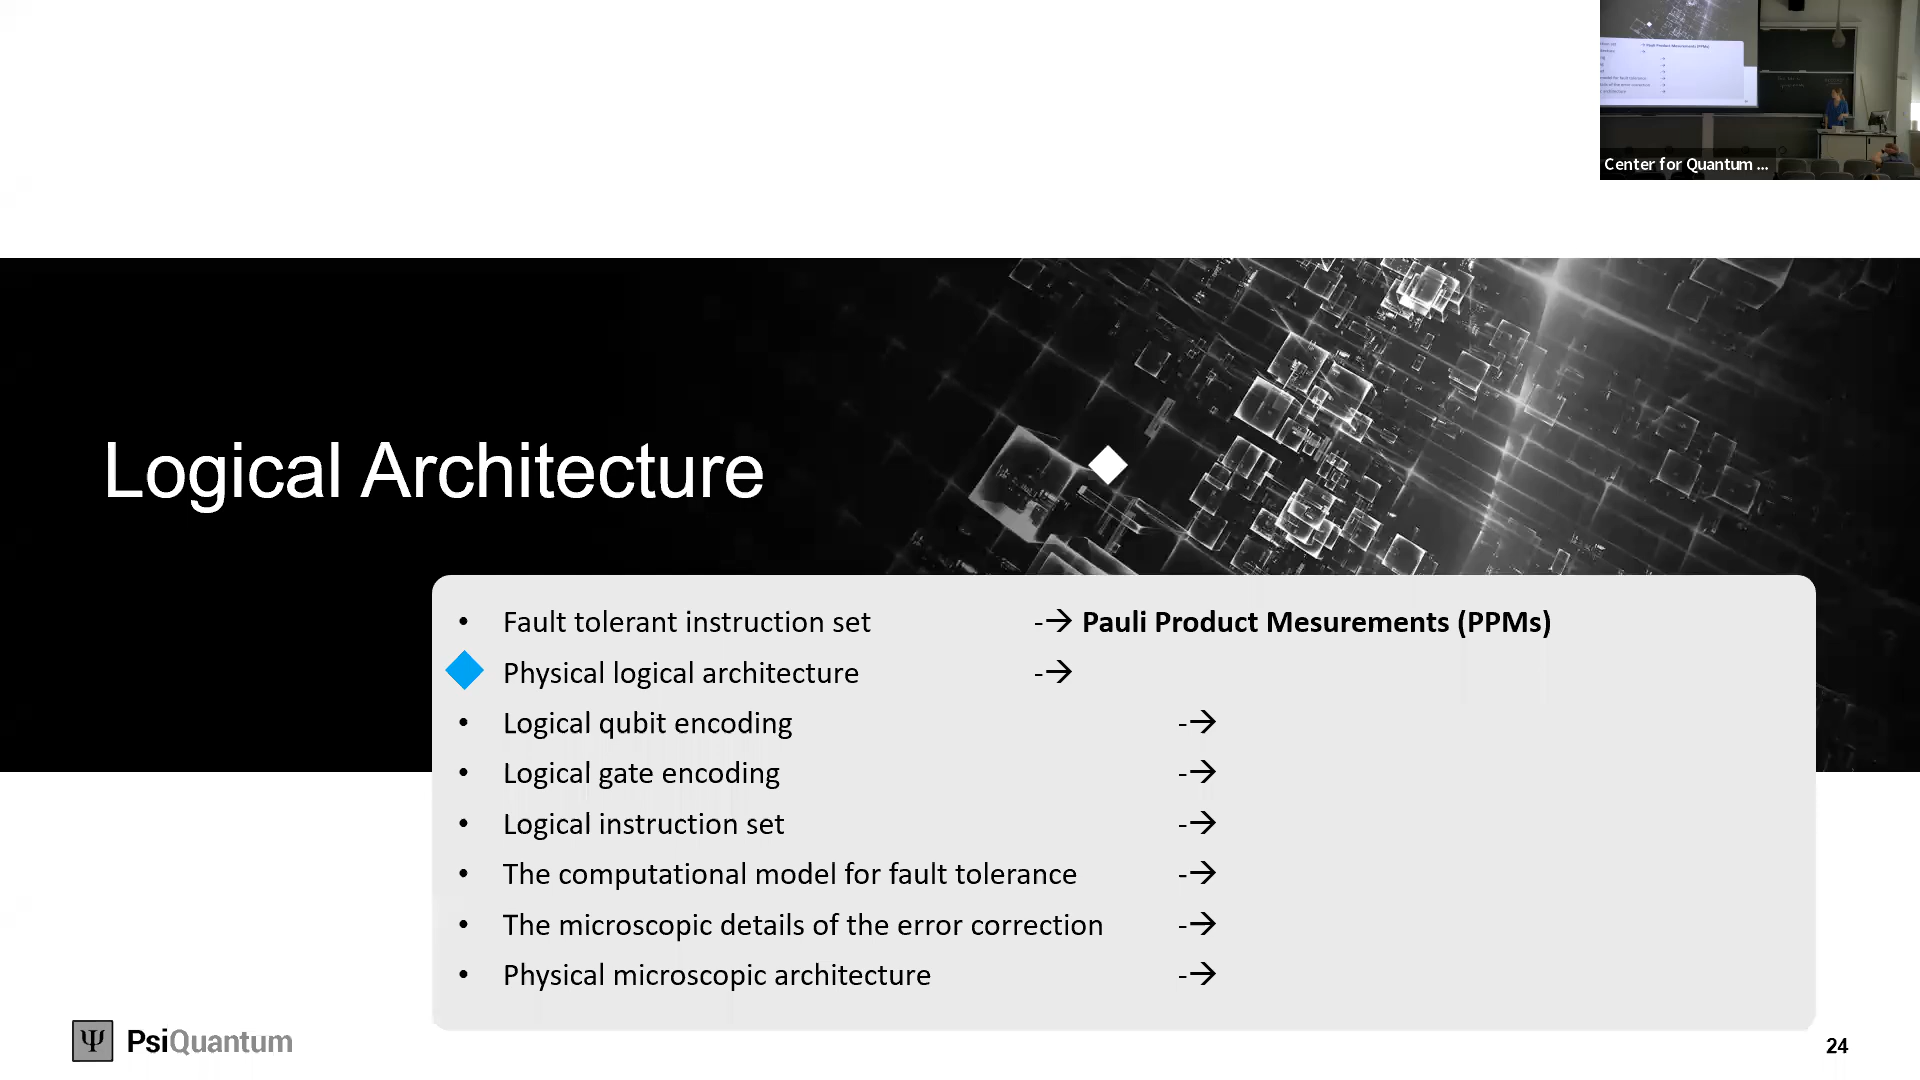 Center for Quantum ...
Logical Architecture
• Fault tolerant instruction set -→ Pauli Product Mesurements (PPMs)
Physical logical architecture -→
• Logical qubit encoding -→
• Logical gate encoding -→
• Logical instruction set -→
• The computational model for fault tolerance -→
• The microscopic details of the error correction -→
• Physical microscopic architecture -→
Ψ PsiQuantum
24